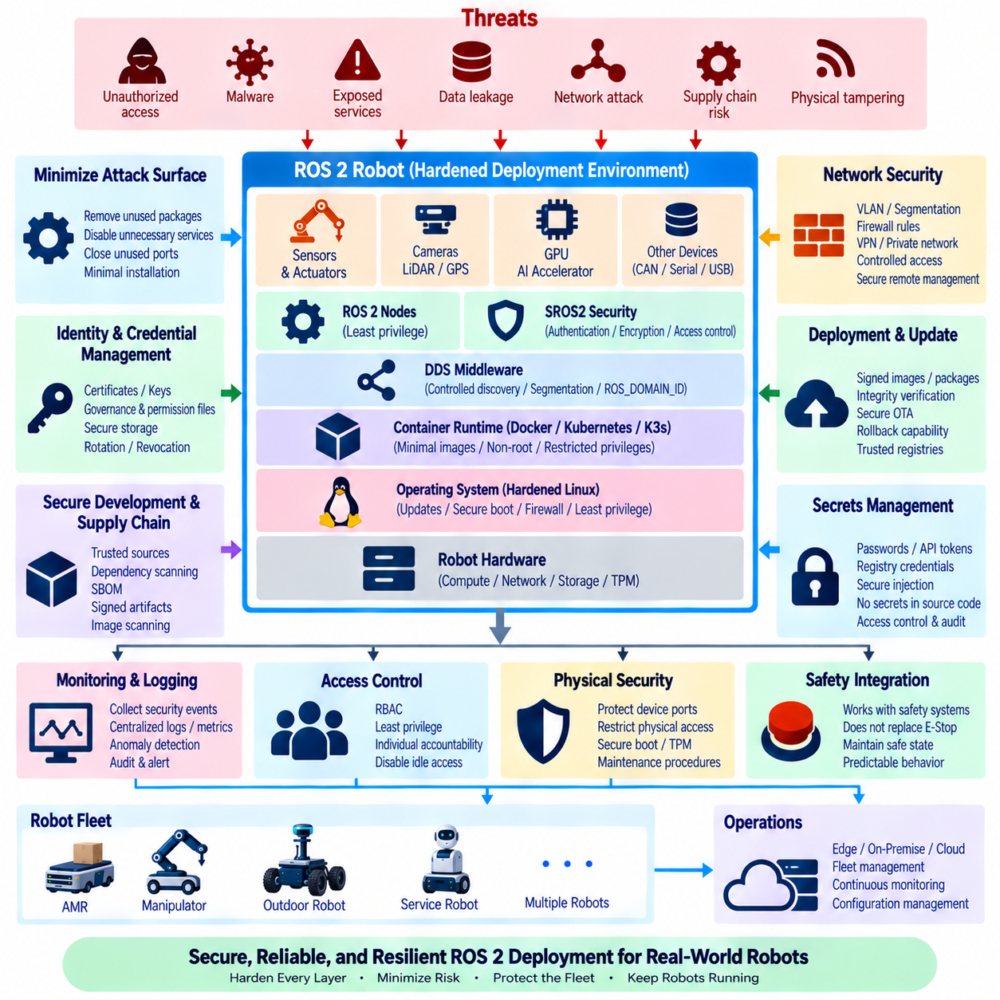 Threats
Unauthorized
access
Malware
Exposed
services
Data leakage
Network attack
Supply chain
risk
Physical tampering
Minimize Attack Surface
Remove unused packages
Disable unnecessary services
Close unused ports
Minimal installation
Identity & Credential
Management
Certificates / Keys
Governance & permission files
Secure storage
Rotation / Revocation
Secure Development &
Supply Chain
Trusted sources
Dependency scanning
SBOM
Signed artifacts
Image scanning
ROS 2 Robot (Hardened Deployment Environment)
Sensors
& Actuators
Cameras
LiDAR / GPS
GPU
AI Accelerator
Other Devices
(CAN / Serial / USB)
ROS 2 Nodes
(Least privilege)
SROS2 Security
(Authentication / Encryption / Access control)
DDS Middleware
(Controlled discovery / Segmentation / ROS_DOMAIN_ID)
Container Runtime (Docker / Kubernetes / K3s)
(Minimal images / Non-root / Restricted privileges)
Operating System (Hardened Linux)
(Updates / Secure boot / Firewall / Least privilege)
Robot Hardware
(Compute / Network / Storage / TPM)
Network Security
VLAN / Segmentation
Firewall rules
VPN / Private network
Controlled access
Secure remote management
Deployment & Update
Signed images / packages
Integrity verification
Secure OTA
Rollback capability
Trusted registries
Secrets Management
Passwords / API tokens
Registry credentials
Secure injection
No secrets in source code
Access control & audit
Monitoring & Logging
Collect security events
Centralized logs / metrics
Anomaly detection
Audit & alert
Access Control
RBAC
Least privilege
Individual accountability
Disable idle access
Physical Security
Protect device ports
Restrict physical access
Secure boot / TPM
Maintenance procedures
Safety Integration
Works with safety systems
Does not replace E-Stop
Maintain safe state
Predictable behavior
Robot Fleet
AMR
Manipulator
Outdoor Robot
Service Robot
Multiple Robots
Operations
Edge / On-Premise / Cloud
Fleet management
Continuous monitoring
Configuration management
Secure, Reliable, and Resilient ROS 2 Deployment for Real-World Robots
Harden Every Layer • Minimize Risk • Protect the Fleet • Keep Robots Running